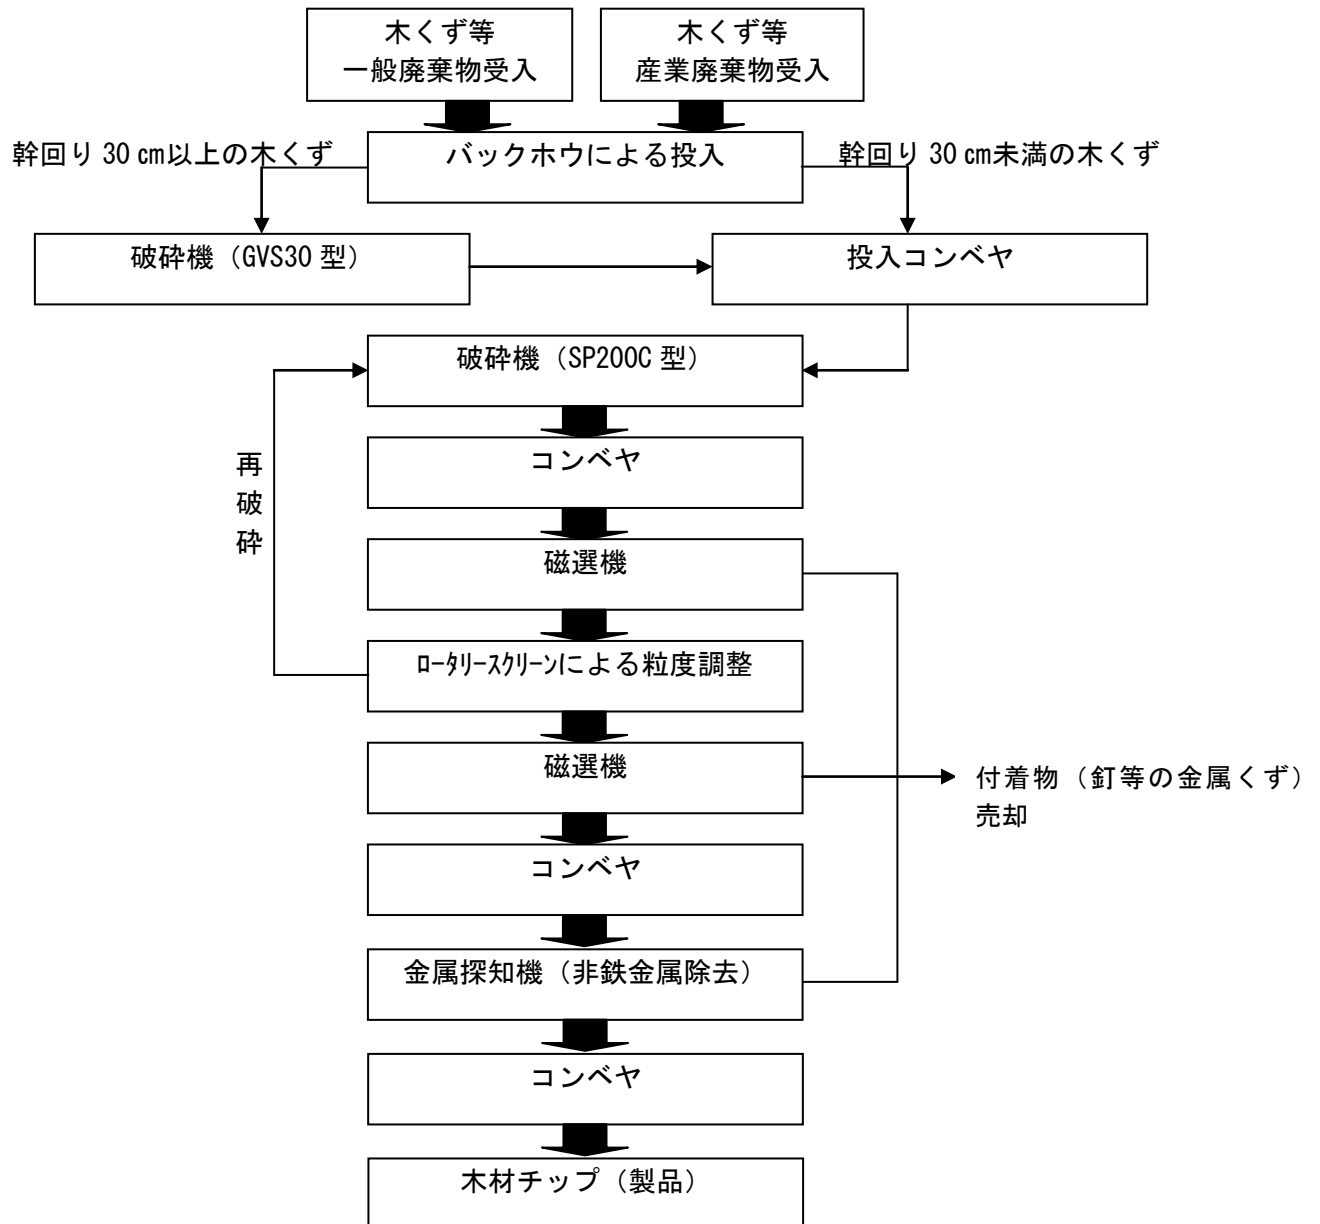 木くず等
一般廃棄物受入
木くず等
産業廃棄物受入
幹回り 30 ㎝以上の木くず
バックホウによる投入
幹回り 30 ㎝未満の木くず
破砕機（GVS30 型）
投入コンベヤ
破砕機（SP200C 型）
コンベヤ
再
破
砕
磁選機
ﾛｰﾀﾘｰｽｸﾘｰﾝによる粒度調整
磁選機
付着物（釘等の金属くず）
売却
コンベヤ
金属探知機（非鉄金属除去）
コンベヤ
木材チップ（製品）